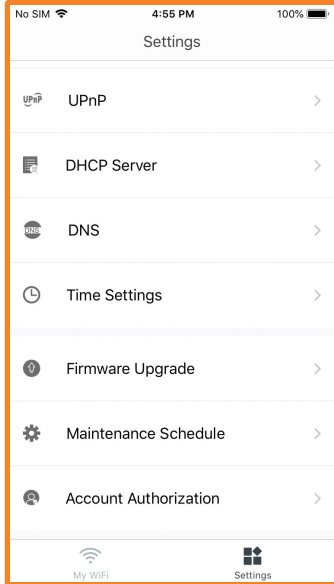 No SIM 4:55 PM 100%
Settings
UPnP UPnP
DHCP Server
DNS DNS
Time Settings
Firmware Upgrade
Maintenance Schedule
Account Authorization
My WiFi Settings